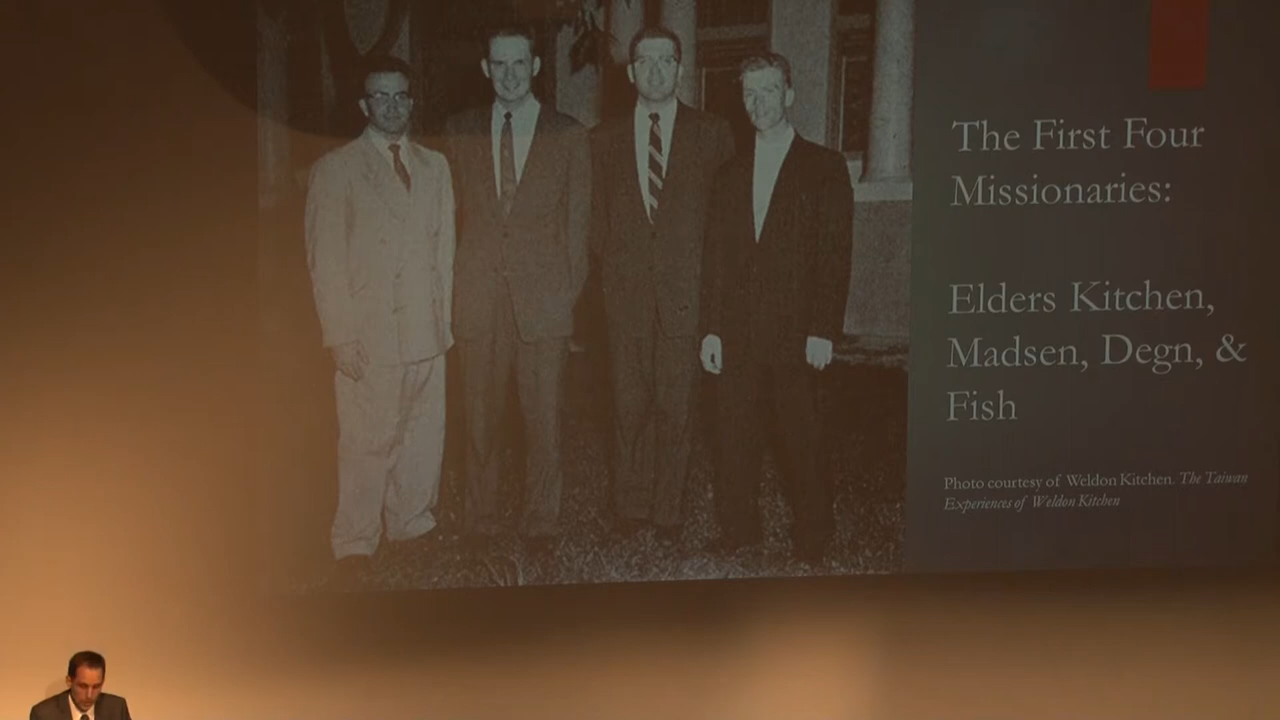 The First Four
Missionaries:
Elders Kitchen,
Madsen, Degn, &
Fish
Photo courtesy of Weldon Kitchen. The Taiwan
Experiences of Weldon Kitchen